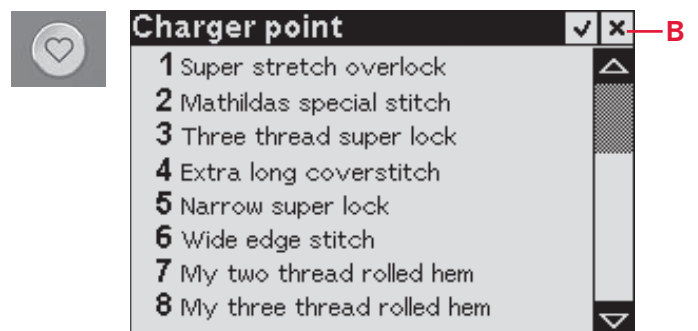 Charger point
B
1 Super stretch overlock
2 Mathildas special stitch
3 Three thread super lock
4 Extra long coverstitch
5 Narrow super lock
6 Wide edge stitch
7 My two thread rolled hem
8 My three thread rolled hem